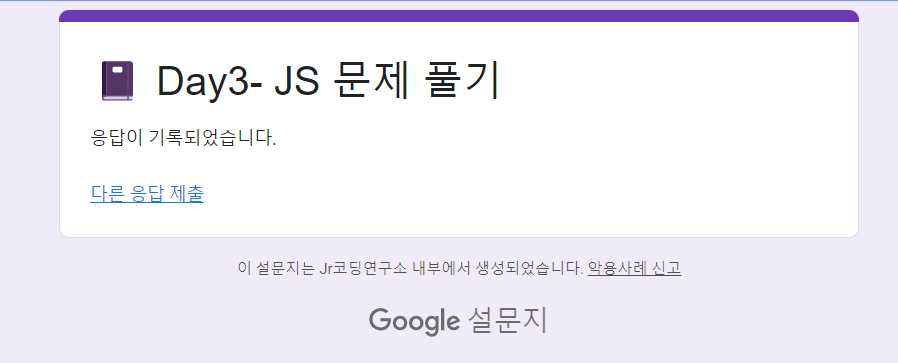 Day3- JS 문제 풀기
응답이 기록되었습니다.
다른 응답 제출
이 설문지는 Jr코딩연구소 내부에서 생성되었습니다. 악용사례 신고
Google 설문지